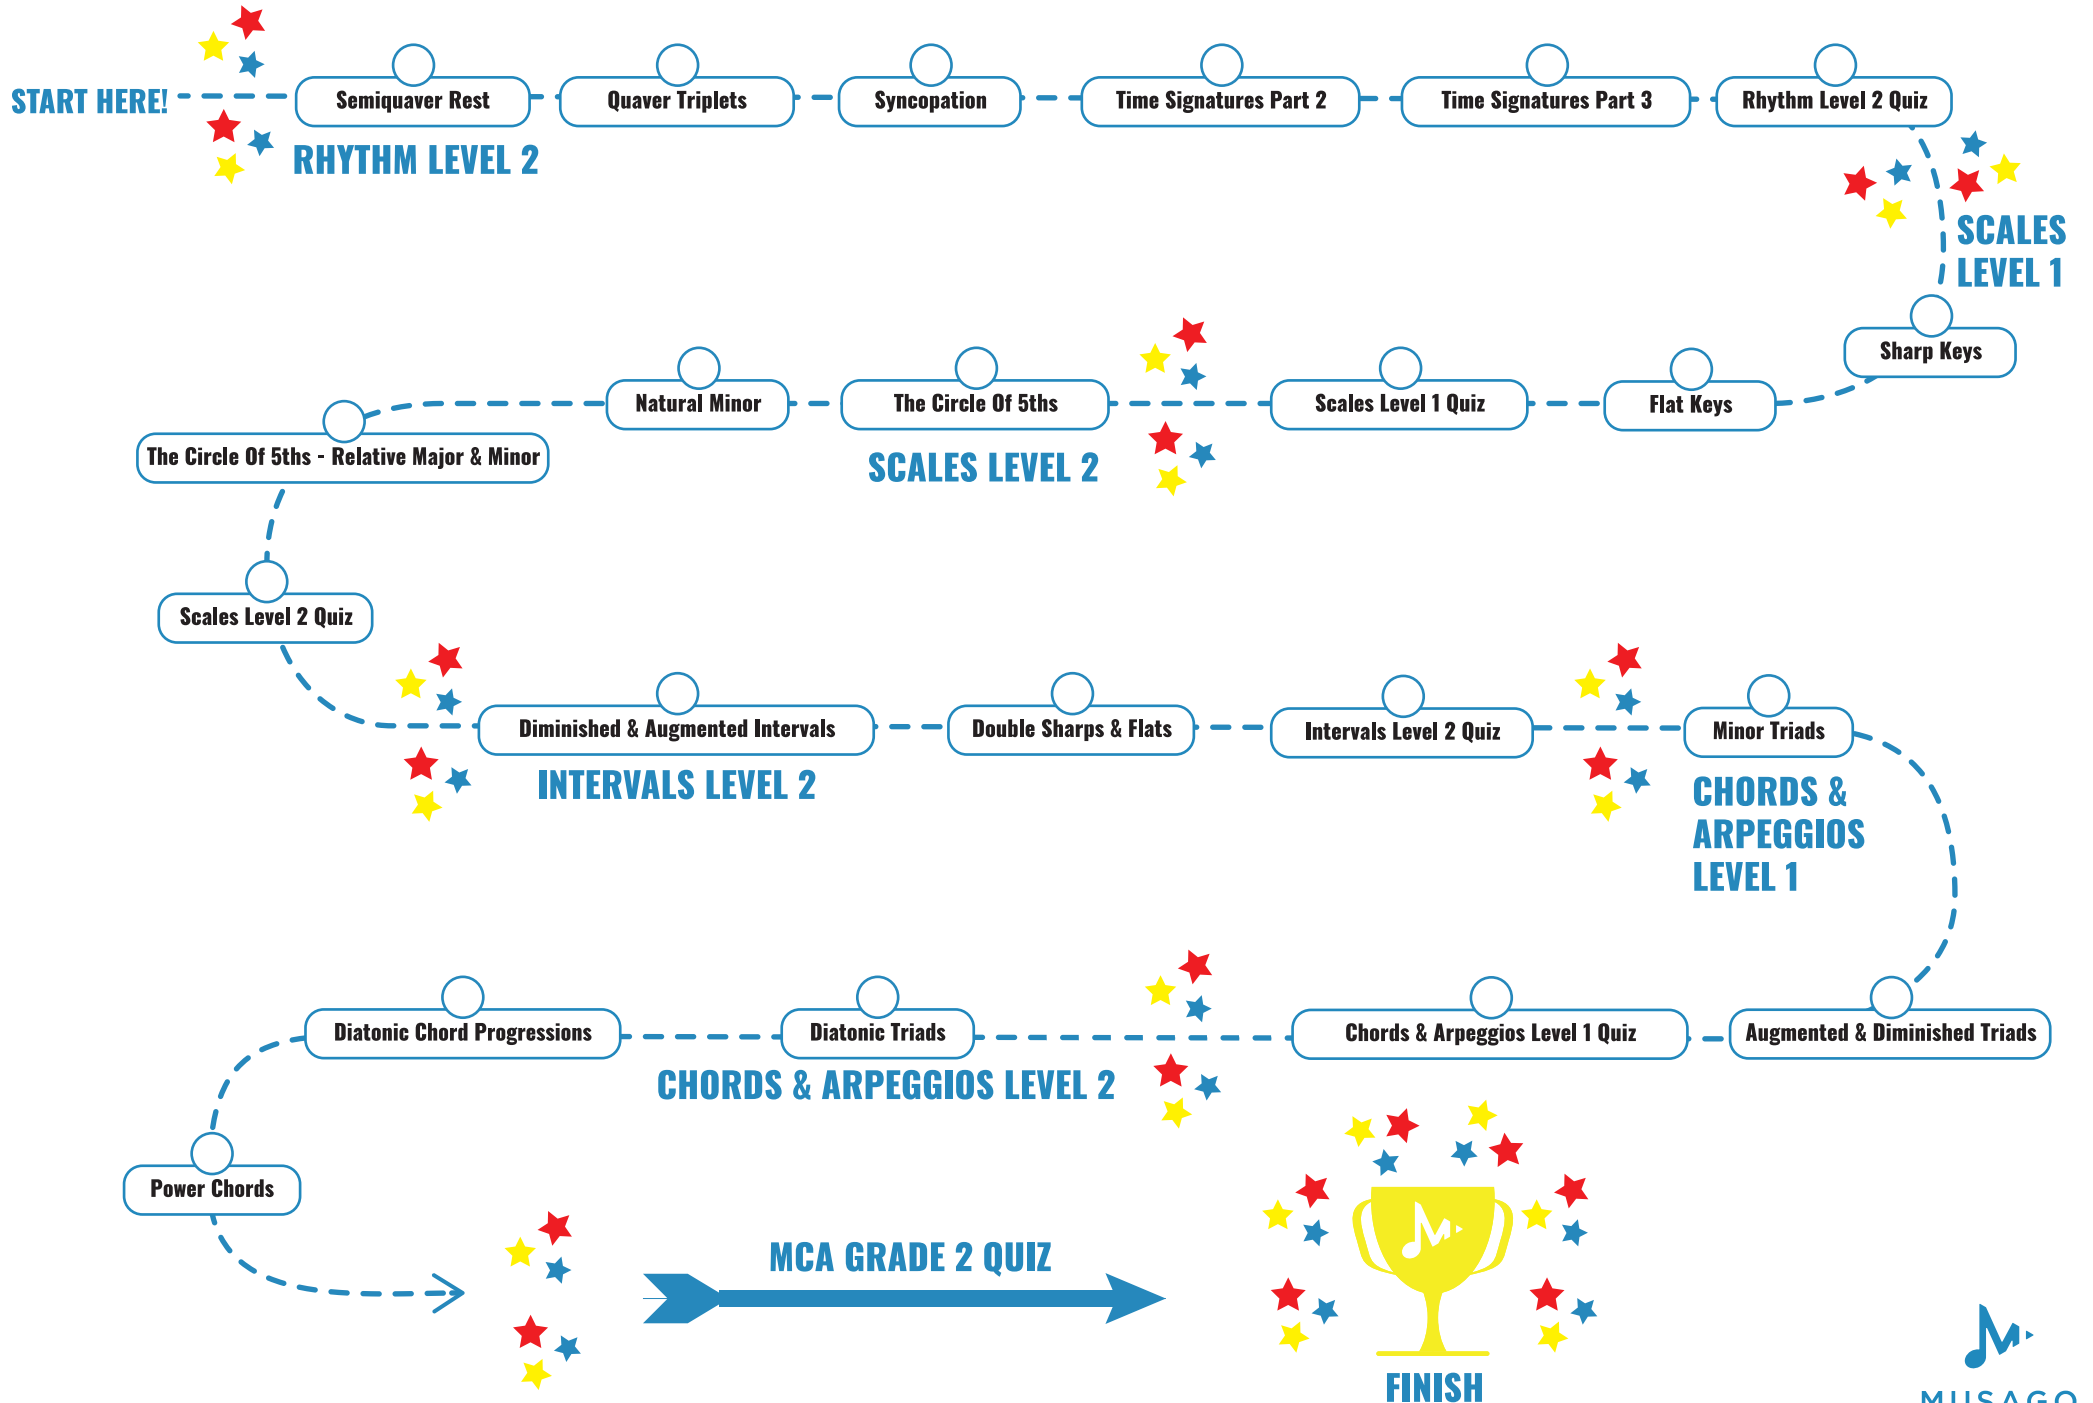 START HERE!
Semiquaver Rest
Quaver Triplets
Syncopation
Time Signatures Part 2
Time Signatures Part 3
Rhythm Level 2 Quiz
RHYTHM LEVEL 2
SCALES
LEVEL 1
Sharp Keys
Flat Keys
Scales Level 1 Quiz
The Circle Of 5ths
SCALES LEVEL 2
Natural Minor
The Circle Of 5ths - Relative Major & Minor
Scales Level 2 Quiz
Diminished & Augmented Intervals
INTERVALS LEVEL 2
Double Sharps & Flats
Intervals Level 2 Quiz
Minor Triads
CHORDS &
ARPEGGIOS
LEVEL 1
Augmented & Diminished Triads
Chords & Arpeggios Level 1 Quiz
Diatonic Triads
CHORDS & ARPEGGIOS LEVEL 2
Diatonic Chord Progressions
Power Chords
MCA GRADE 2 QUIZ
FINISH
MUSAGO